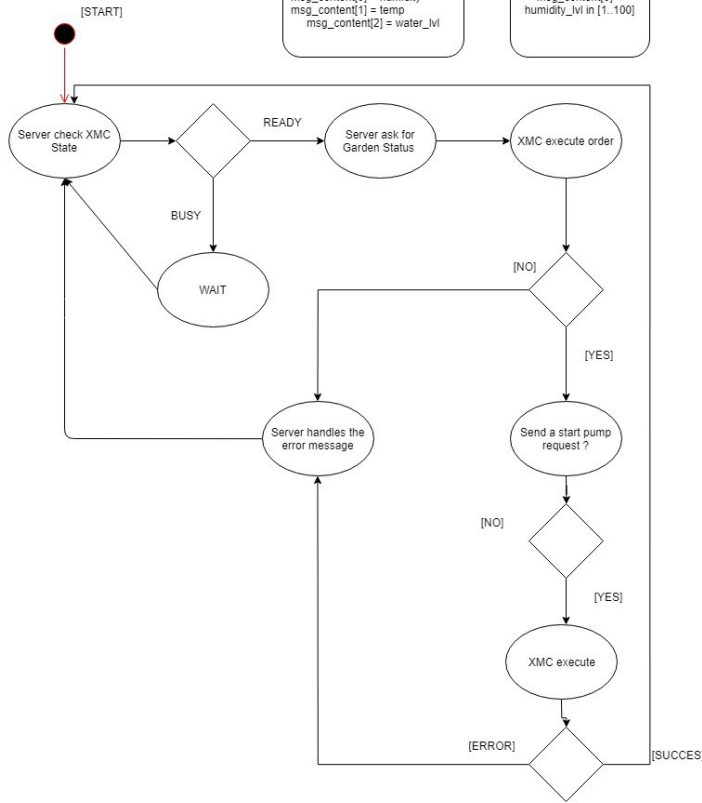 [START]
msg_content[1] = temp
msg_content[2] = water_lvl
humidity_lvl in [1..100]
Server check XMC
State
READY
Server ask for
Garden Status
XMC execute order
BUSY
WAIT
[NO]
[YES]
Server handles the
error message
Send a start pump
request ?
[NO]
[YES]
XMC execute
[ERROR]
[SUCCES